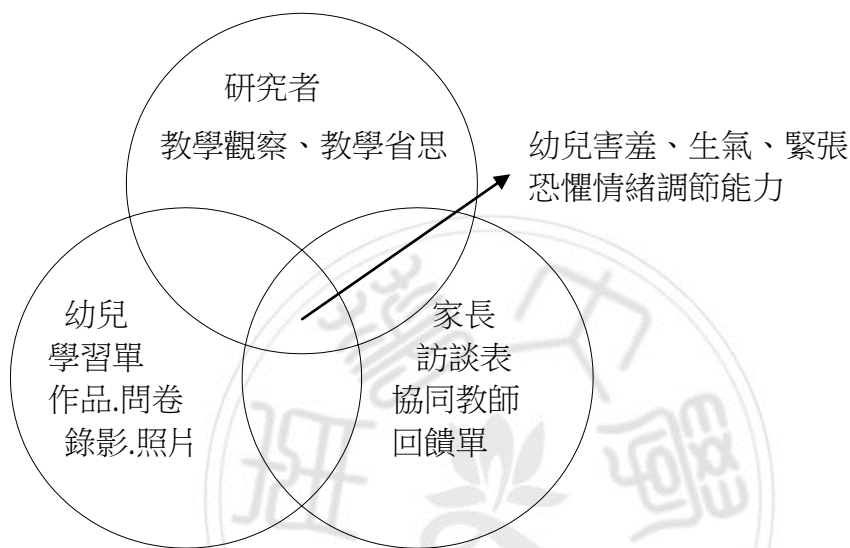 研究者
教學觀察、教學省思
幼兒害羞、生氣、緊張
恐懼情緒調節能力
幼兒
學習單
作品.問卷
錄影.照片
家長
訪談表
協同教師
回饋單